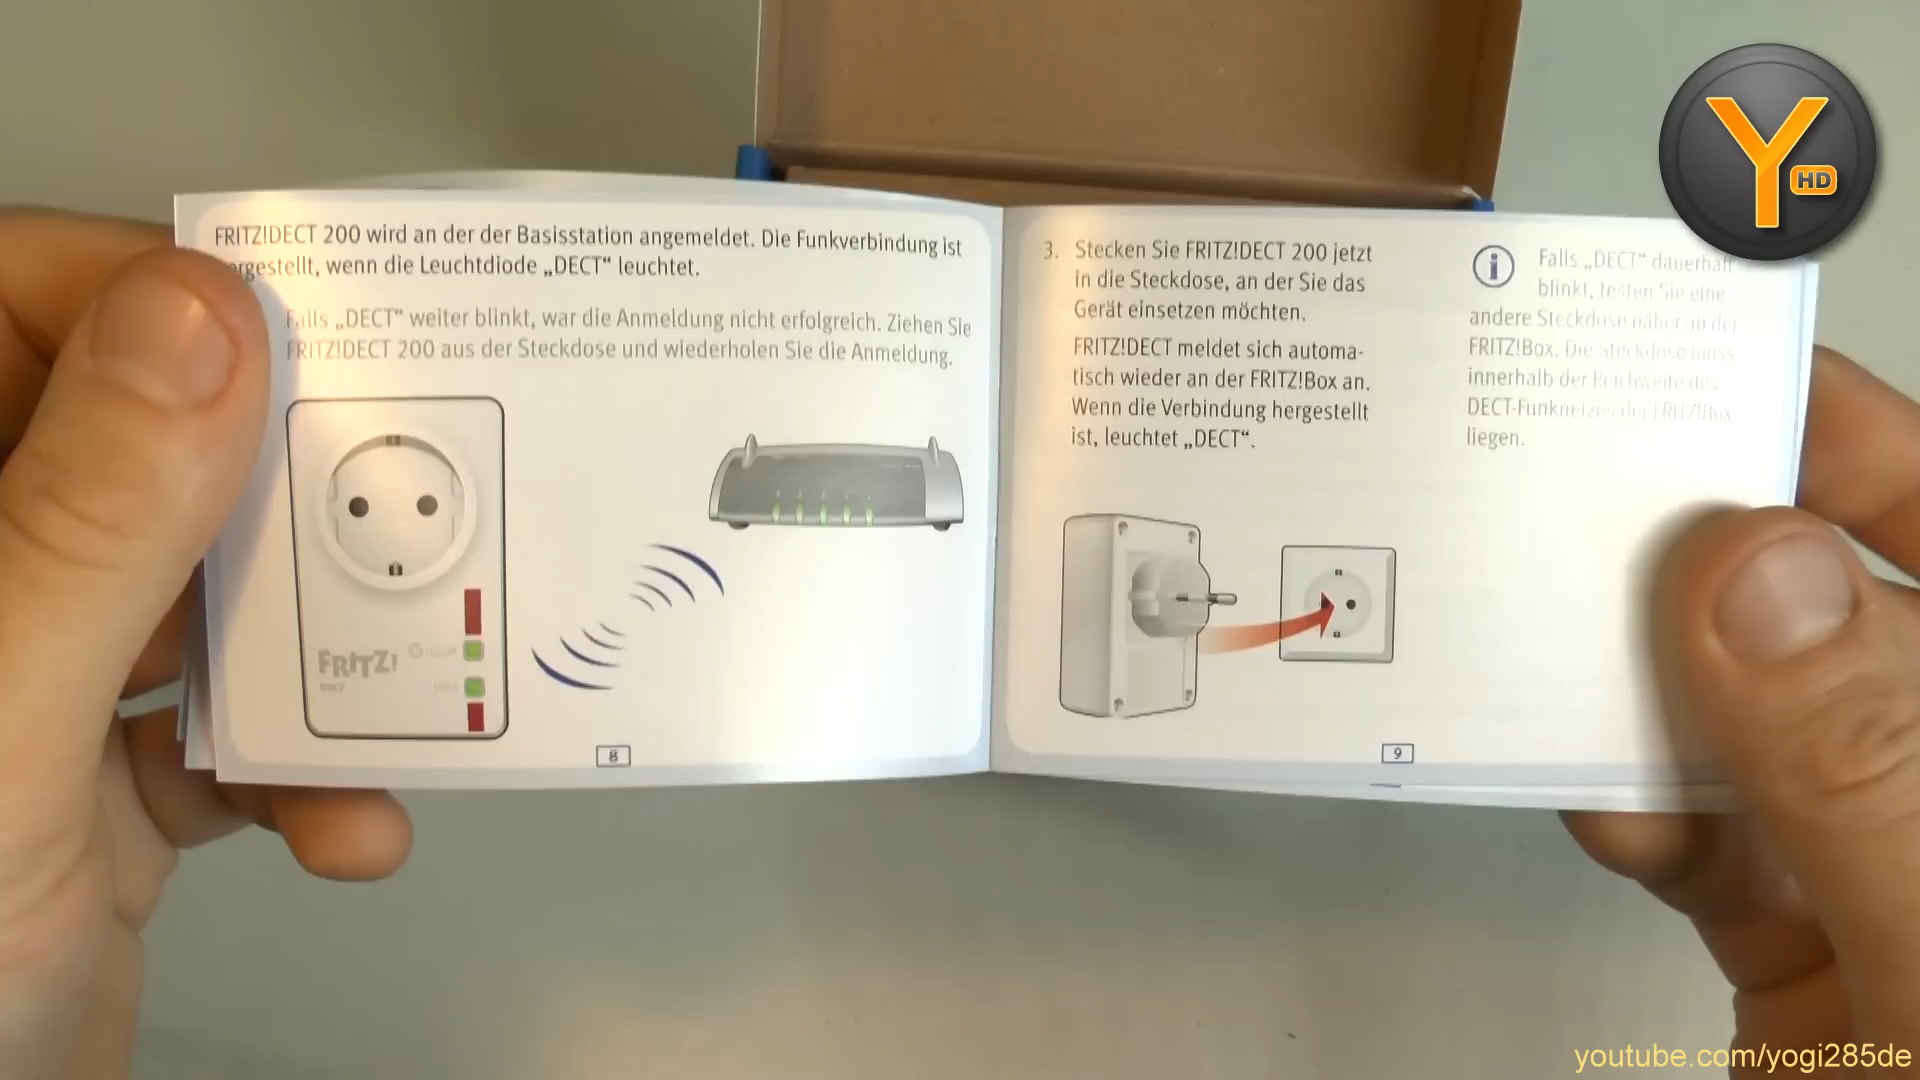 FRITZ!DECT 200 wird an der der Basisstation angemeldet. Die Funkverbindung ist
hergestellt, wenn die Leuchtdiode „DECT“ leuchtet.
Falls „DECT“ weiter blinkt, war die Anmeldung nicht erfolgreich. Ziehen Sie
FRITZ!DECT 200 aus der Steckdose und wiederholen Sie die Anmeldung.
FRITZ!
DECT
8
3. Stecken Sie FRITZ!DECT 200 jetzt
in die Steckdose, an der Sie das
Gerät einsetzen möchten.
FRITZ!DECT meldet sich automa-
tisch wieder an der FRITZ!Box an.
Wenn die Verbindung hergestellt
ist, leuchtet „DECT“.
i Falls „DECT“ dauerhaft
blinkt, testen Sie eine
andere Steckdose näher an der
FRITZ!Box. Die Steckdose muss
innerhalb der Reichweite des
DECT-Funknetzes der FRITZ!Box
liegen.
9
Y HD
youtube.com/yogi285de